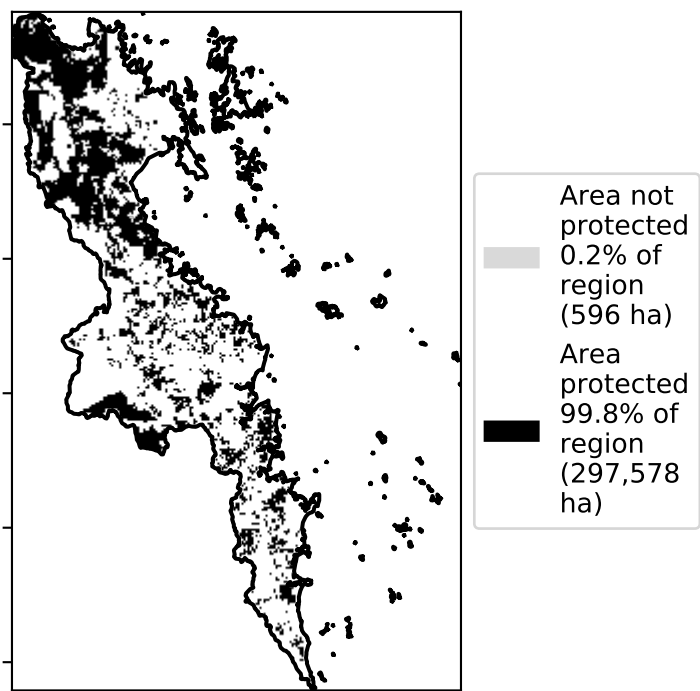 Area not
protected
0.2% of
region
(596 ha)
Area
protected
99.8% of
region
(297,578
ha)